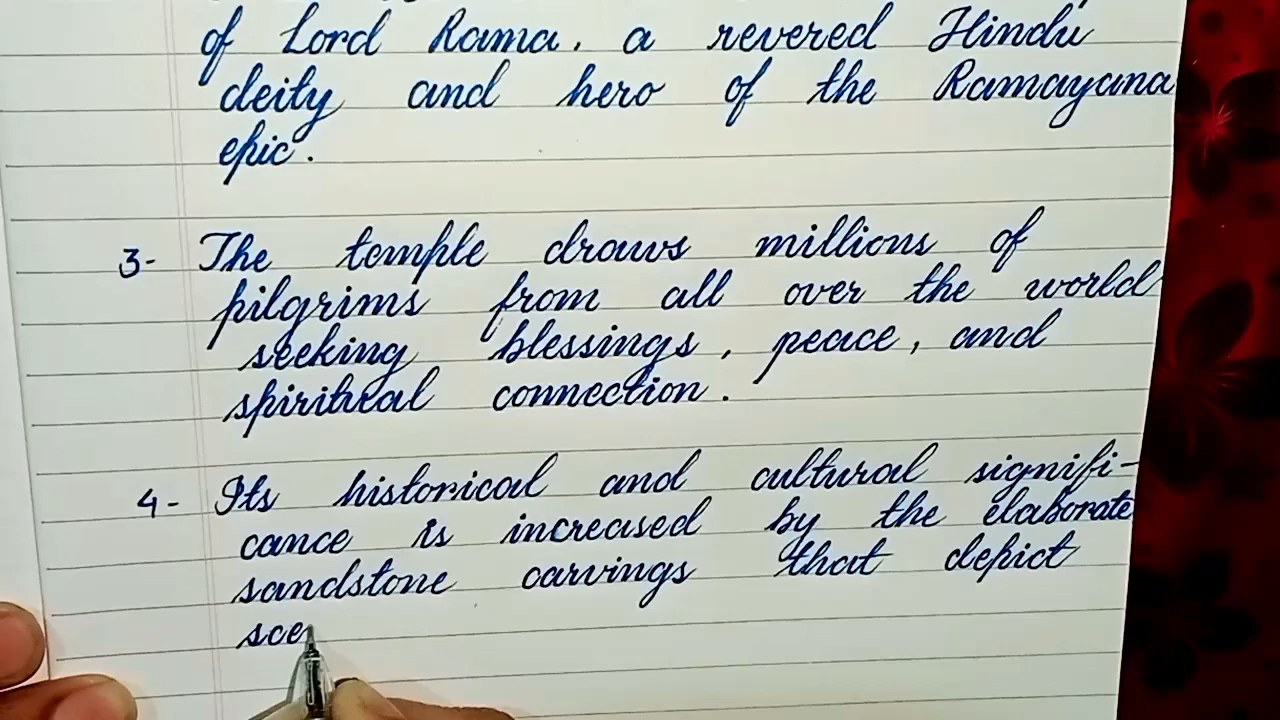 of Lord Rama, a revered Hindu
deity and hero of the Ramayana
epic.
3- The temple draws millions of
pilgrims from all over the world
seeking blessings, peace, and
spiritual connection.
4- Its historical and cultural signifi-
cance is increased by the elaborate
sandstone carvings that depict
sce